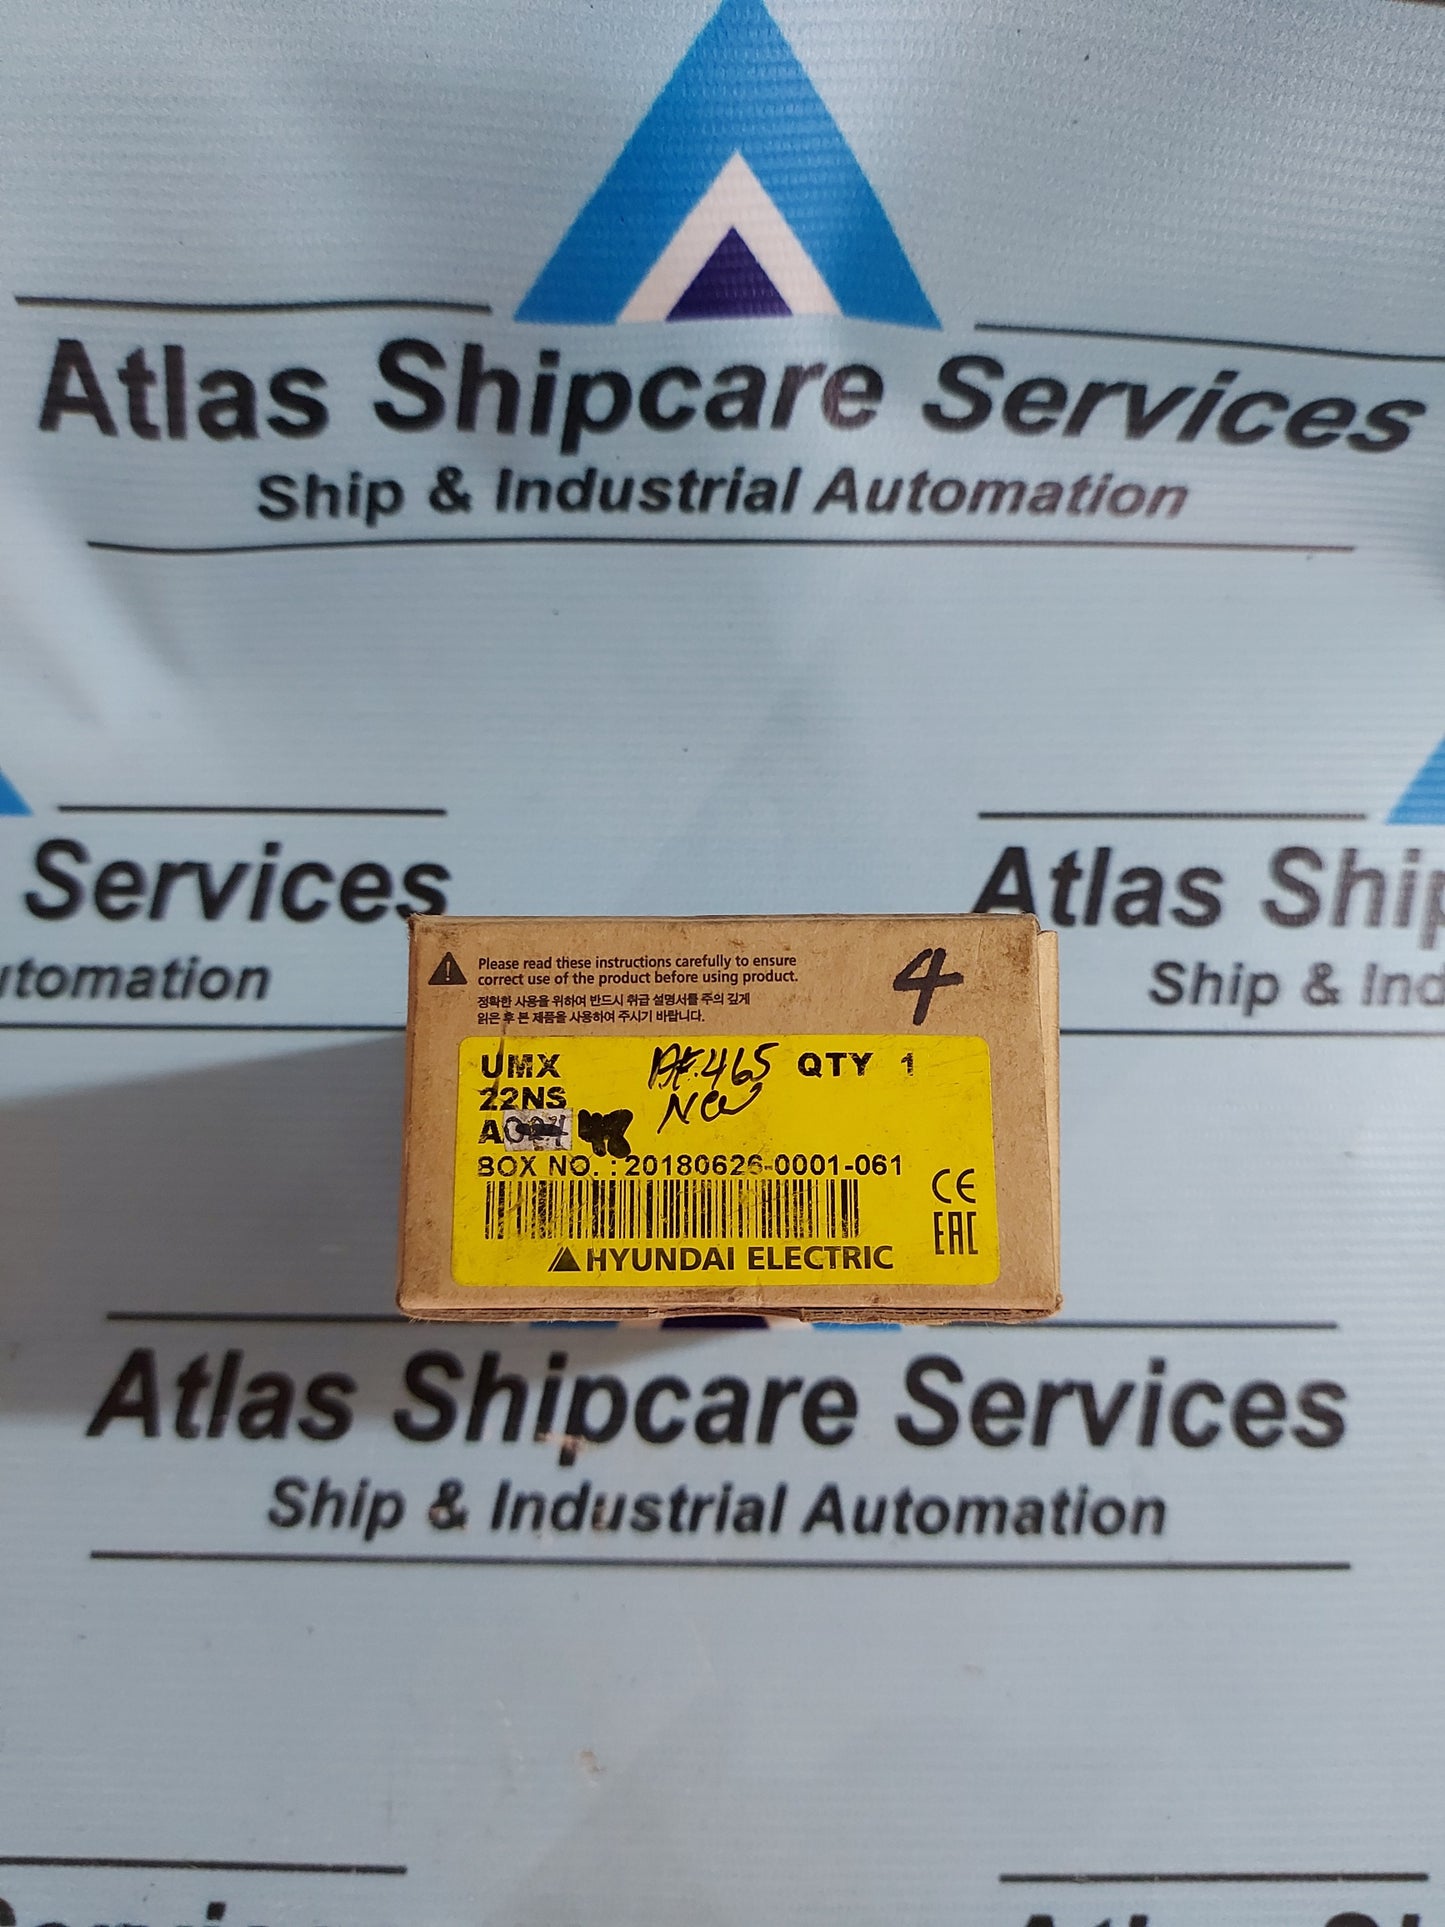 Atlas Shipcare Services
Ship & Industrial Automation
Services
utomation
Atlas Ship
Ship & Ind
Please read these instructions carefully to ensure
correct use of the product before using product.
정확한 사용을 위하여 반드시 취급 설명서를 주의 깊게
읽은 후 본 제품을 사용하여 주시기 바랍니다.
4
UMX QTY 1
22NS New
BOX NO. : 20180626-0001-061
CE
EAC
HYUNDAI ELECTRIC
Atlas Shipcare Services
Ship & Industrial Automation